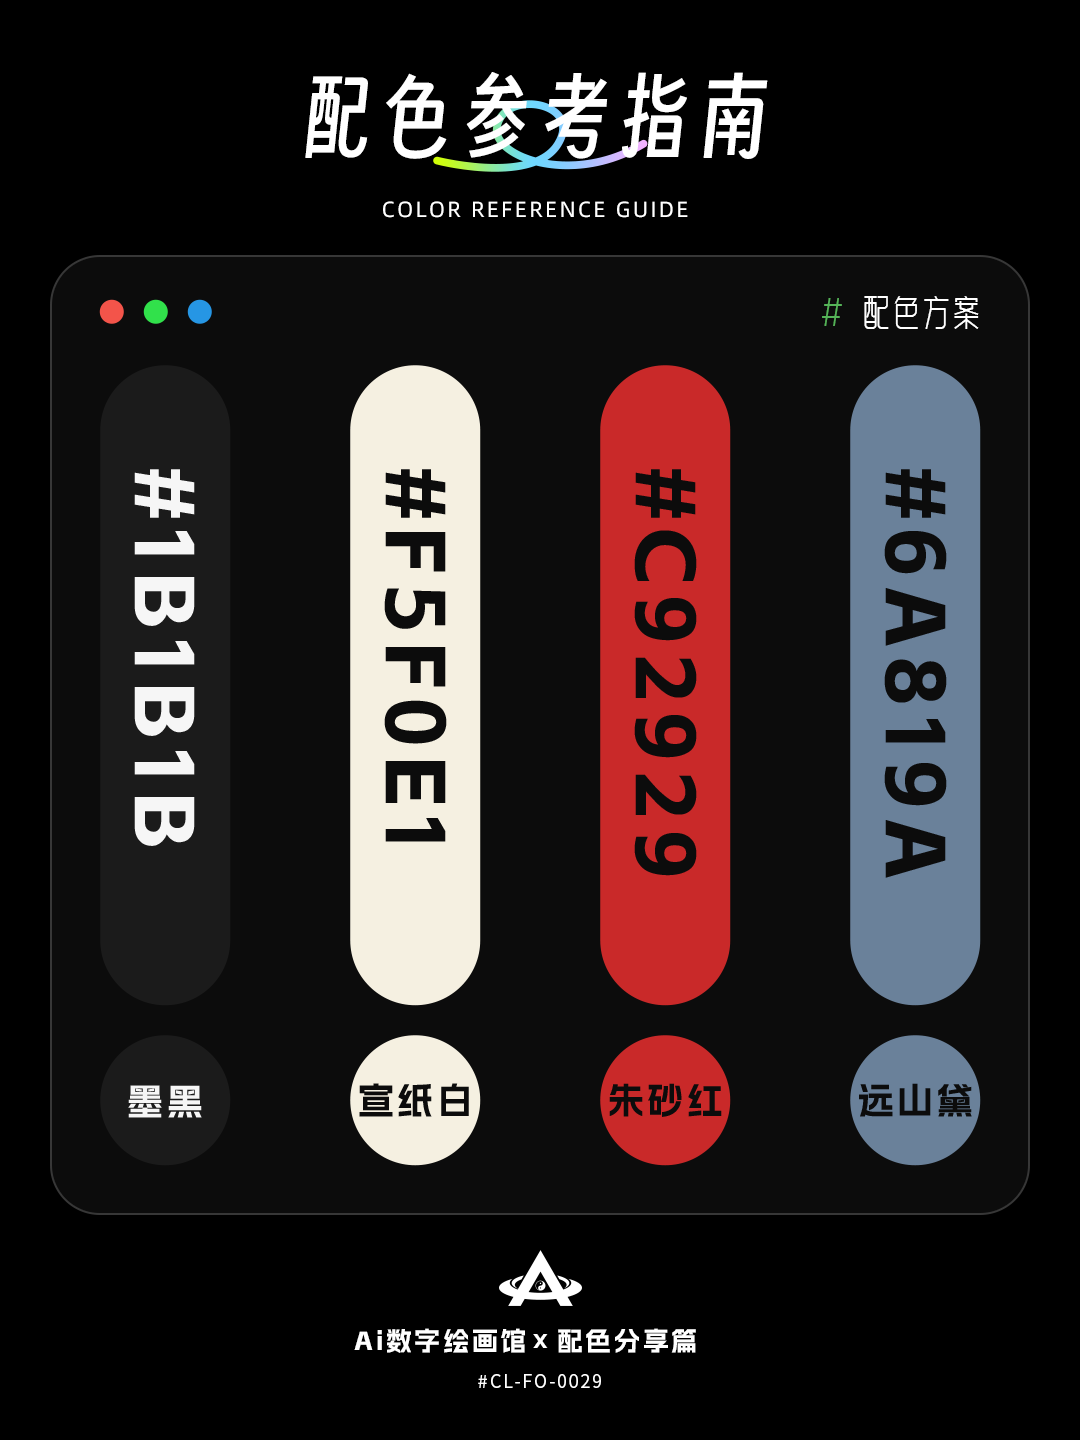 配色参考指南
COLOR REFERENCE GUIDE
# 配色方案
#1B1B1B
#F5F0E1
#C92929
#6A819A
墨黑
宣纸白
朱砂红
远山黛
Ai数字绘画馆 x 配色分享篇
#CL-FO-0029